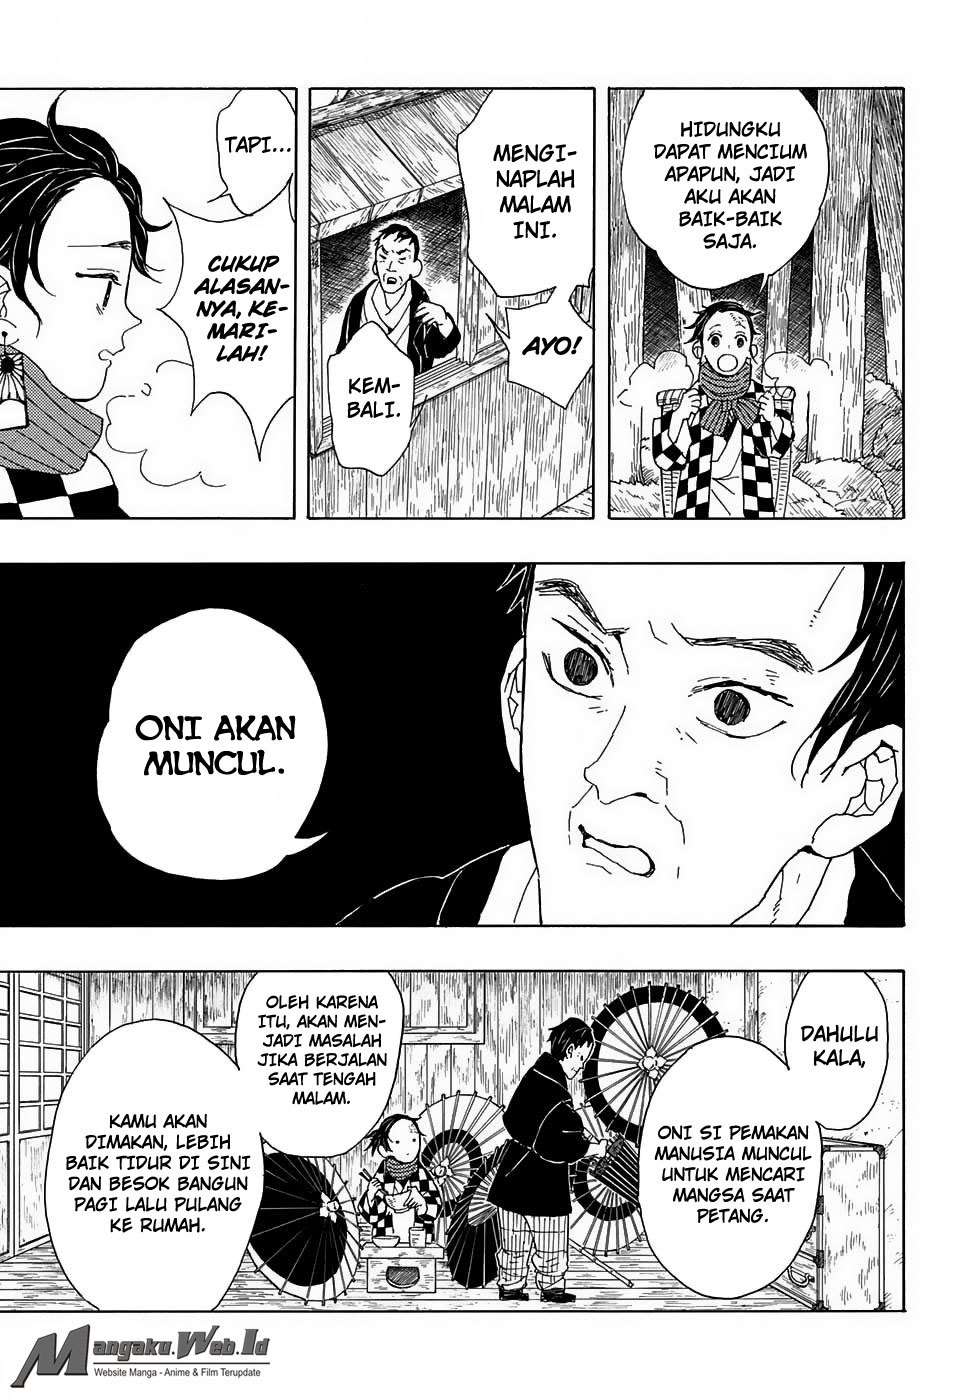 HIDUNGKU
DAPAT MENCIUM
APAPUN, JADI
AKU AKAN
BAIK-BAIK
SAJA.
MENGI-
NAPLAH
MALAM
INI.
AYO!
KEM-
BALI.
TAPI...
CUKUP
ALASAN-
NYA, KE-
MARI-
LAH!
ONI AKAN
MUNCUL.
DAHULU
KALA,
ONI SI PEMAKAN
MANUSIA MUNCUL
UNTUK MENCARI
MANGSA SAAT
PETANG.
OLEH KARENA
ITU, AKAN MEN-
JADI MASALAH
JIKA BERJALAN
SAAT TENGAH
MALAM.
KAMU AKAN
DIMAKAN, LEBIH
BAIK TIDUR DI SINI
DAN BESOK BANGUN
PAGI LALU PULANG
KE RUMAH.
Mangaku.Web.Id
Website Manga - Anime & Film Terupdate